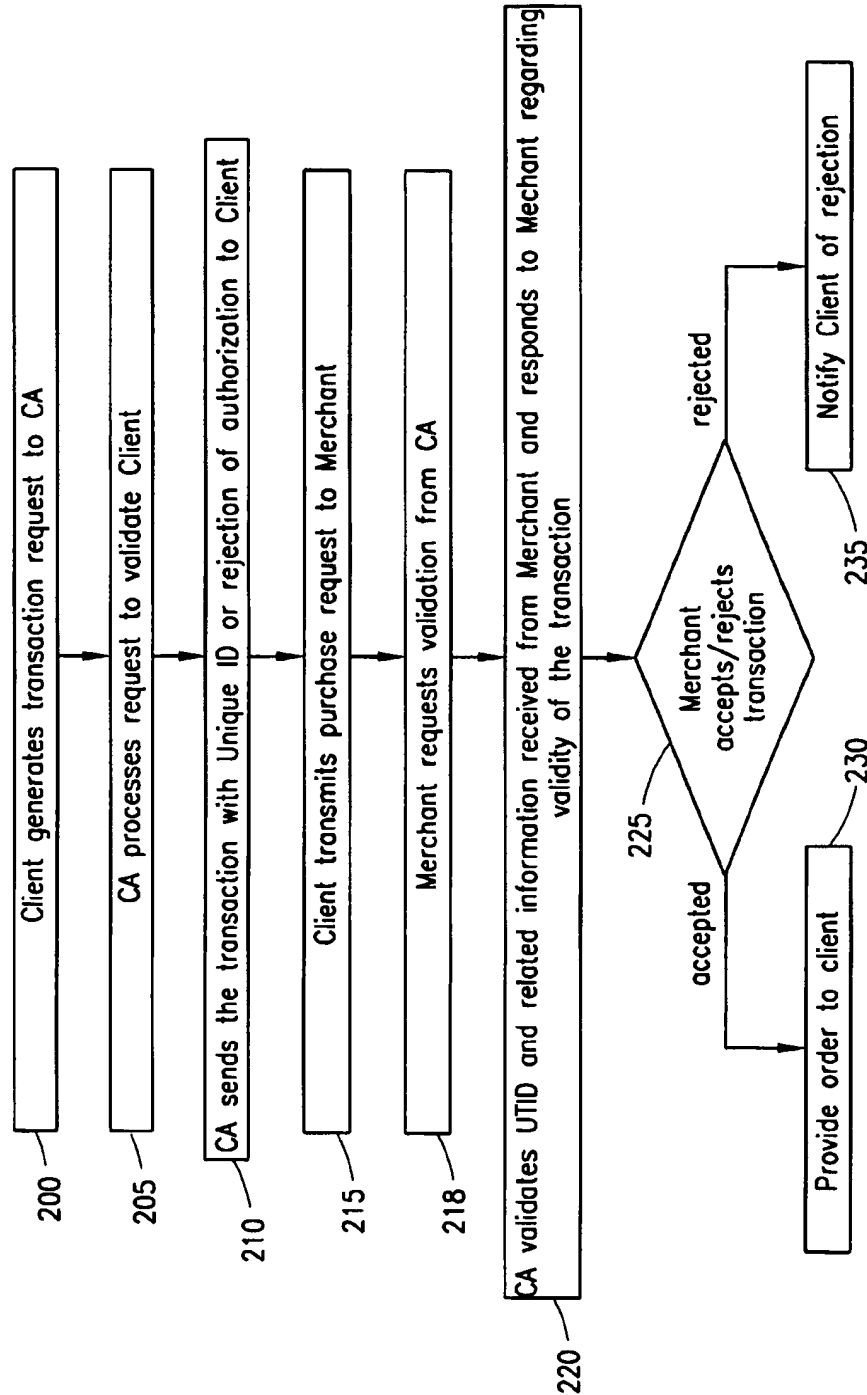 Client generates transaction request to CA
200
CA processes request to validate Client
205
CA sends the transaction with Unique ID or rejection of authorization to Client
210
Client transmits purchase request to Merchant
215
Merchant requests validation from CA
218
CA validates UTID and related information received from Merchant and responds to Mechant regarding
validity of the transaction
220
Merchant
accepts/rejects
transaction
225
accepted
rejected
Provide order to client
230
Notify Client of rejection
235